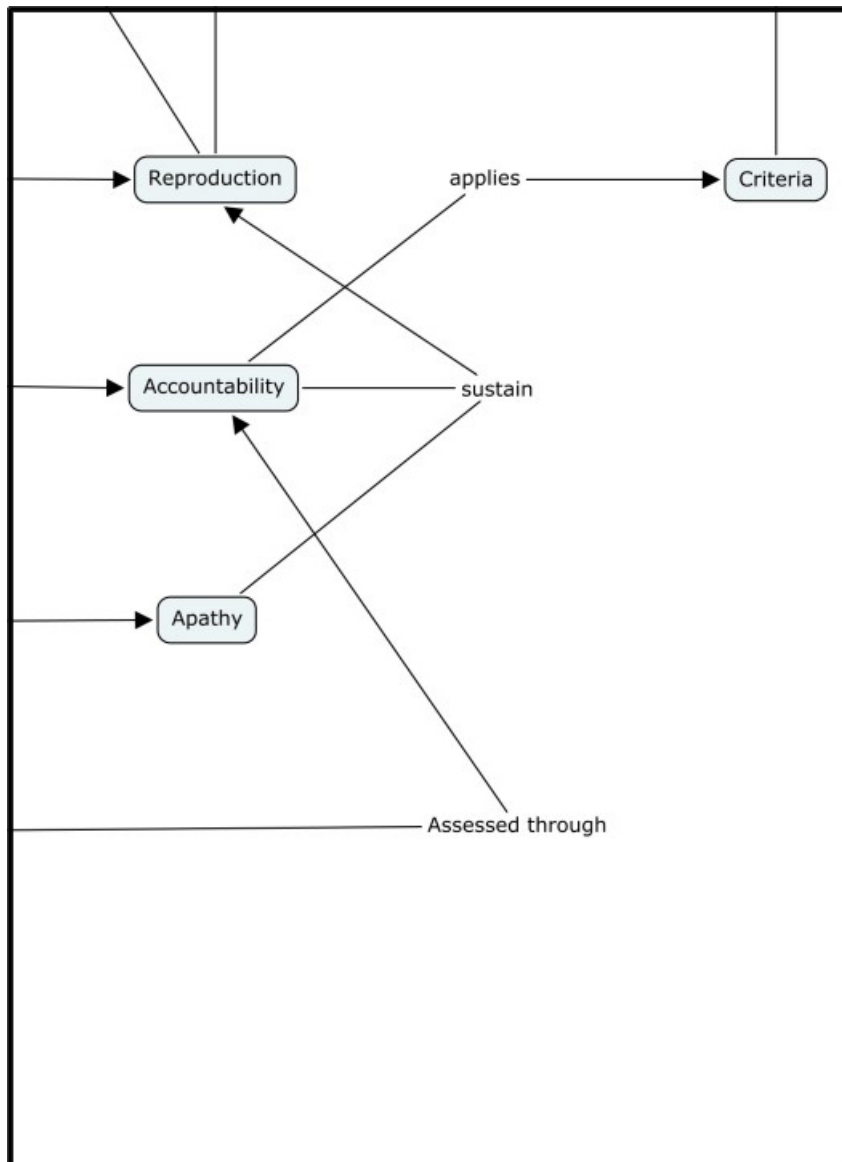 Reproduction
applies
Criteria
Accountability
sustain
Apathy
Assessed through